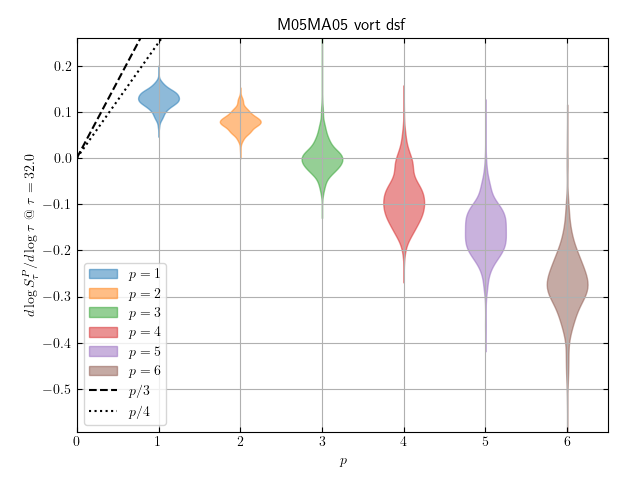 M05MA05 vort dsf
d log S_τ^P / d log τ @ τ = 32.0
0.2
0.1
0.0
−0.1
−0.2
−0.3
−0.4
−0.5
p = 1
p = 2
p = 3
p = 4
p = 5
p = 6
p/3
p/4
0 1 2 3 4 5 6
p